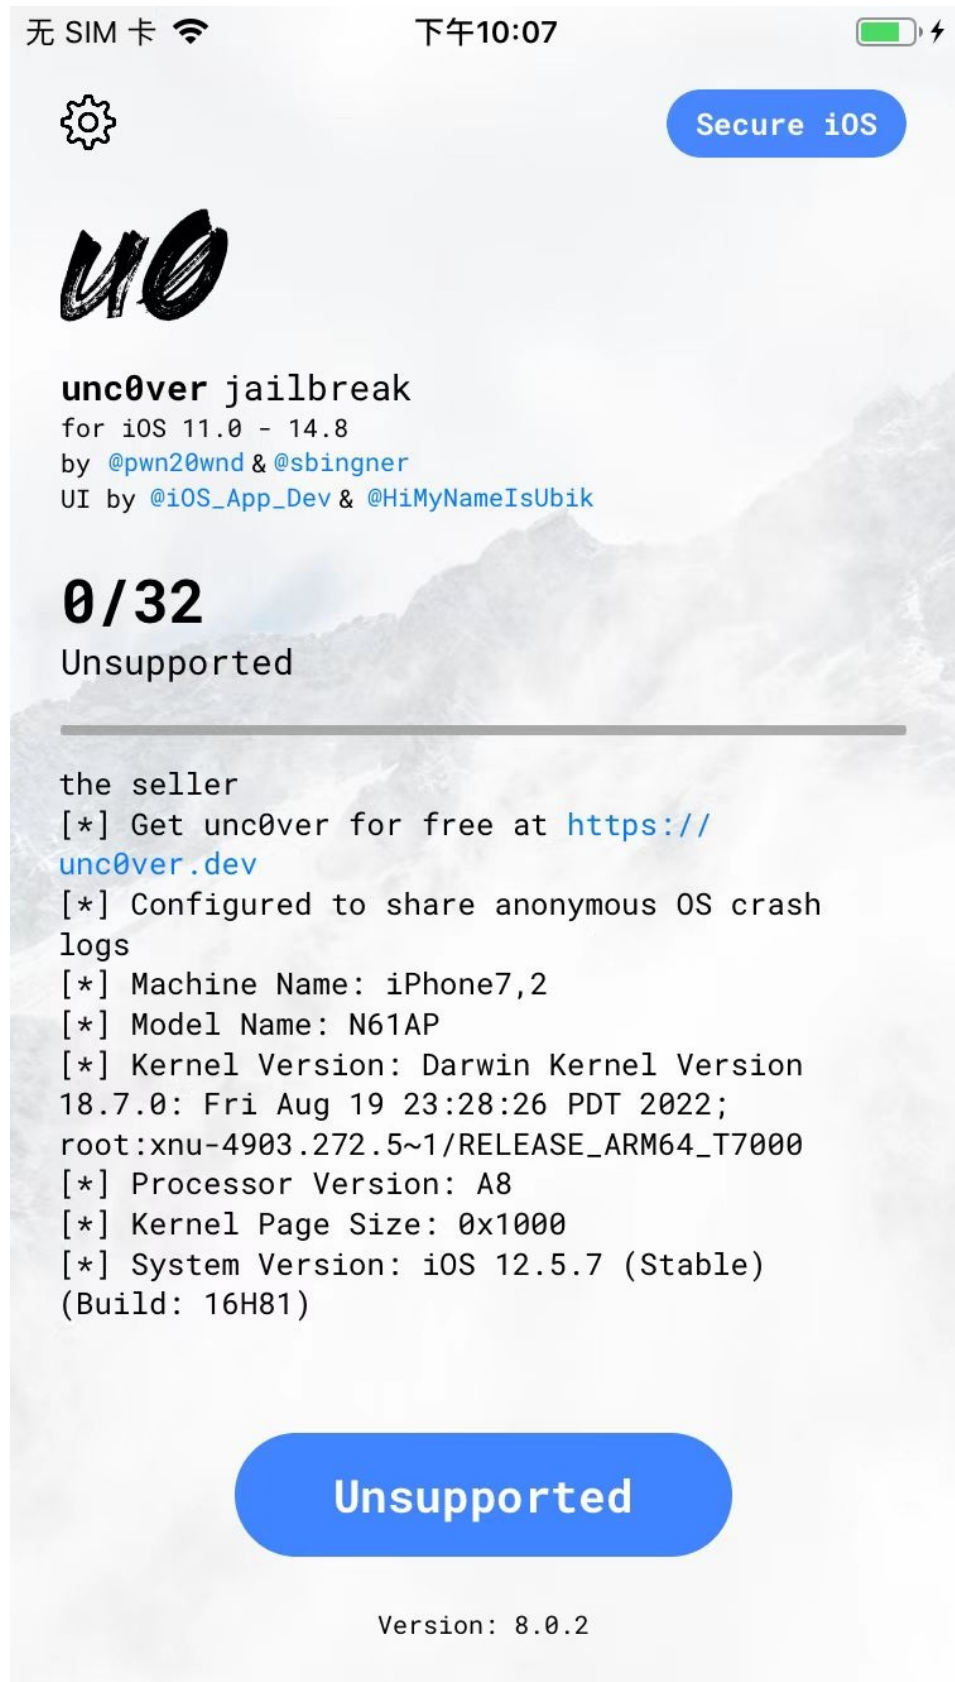 无 SIM 卡 下午10:07
Secure iOS
u0
unc0ver jailbreak
for iOS 11.0 - 14.8
by @pwn20wnd & @sbingner
UI by @iOS_App_Dev & @HiMyNameIsUbik
0/32
Unsupported
the seller
[*] Get unc0ver for free at https://
unc0ver.dev
[*] Configured to share anonymous OS crash
logs
[*] Machine Name: iPhone7,2
[*] Model Name: N61AP
[*] Kernel Version: Darwin Kernel Version
18.7.0: Fri Aug 19 23:28:26 PDT 2022;
root:xnu-4903.272.5~1/RELEASE_ARM64_T7000
[*] Processor Version: A8
[*] Kernel Page Size: 0x1000
[*] System Version: iOS 12.5.7 (Stable)
(Build: 16H81)
Unsupported
Version: 8.0.2